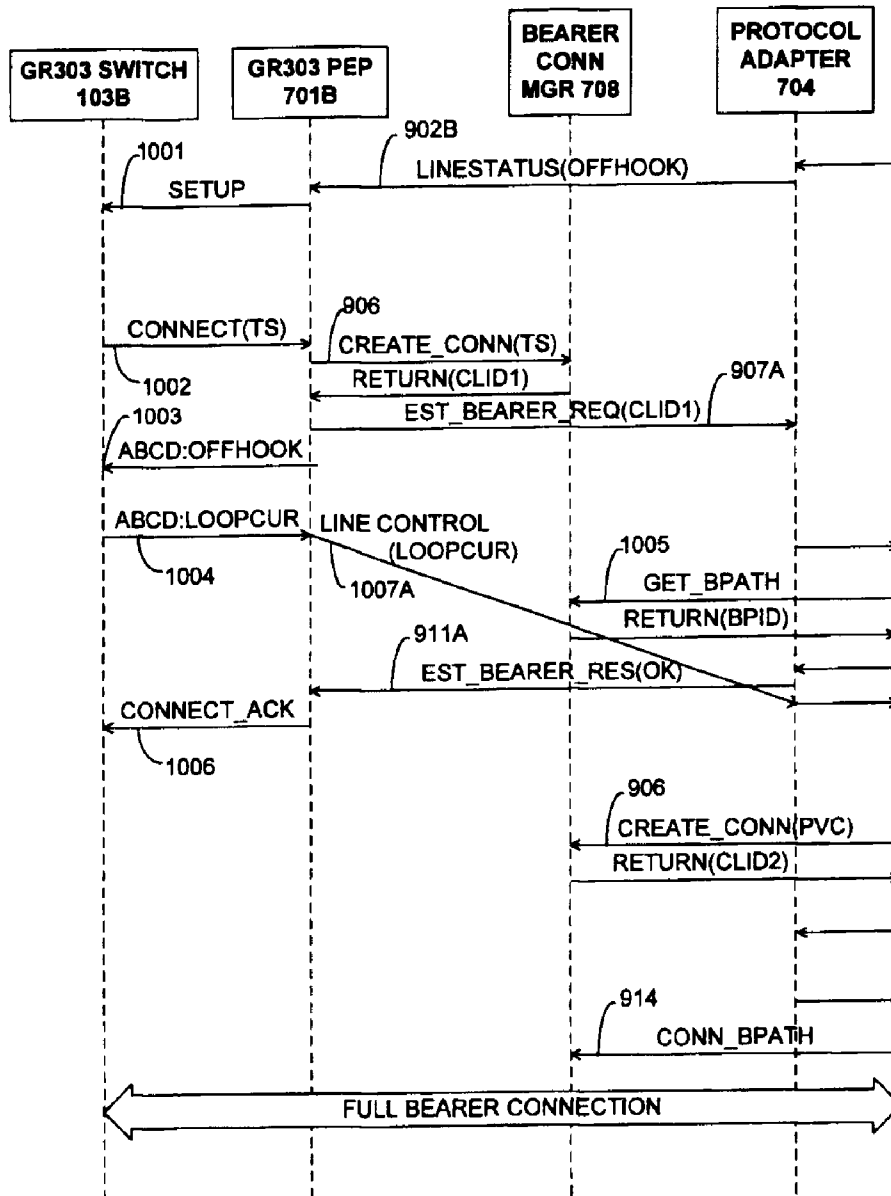 GR303 SWITCH
103B
GR303 PEP
701B
BEARER
CONN
MGR 708
PROTOCOL
ADAPTER
704
902B
LINESTATUS(OFFHOOK)
1001
SETUP
906
CONNECT(TS)
CREATE_CONN(TS)
1002
RETURN(CLID1)
907A
1003
EST_BEARER_REQ(CLID1)
ABCD:OFFHOOK
ABCD:LOOPCUR
LINE CONTROL
(LOOPCUR)
1004
1007A
1005
GET_BPATH
RETURN(BPID)
911A
EST_BEARER_RES(OK)
CONNECT_ACK
1006
906
CREATE_CONN(PVC)
RETURN(CLID2)
914
CONN_BPATH
FULL BEARER CONNECTION